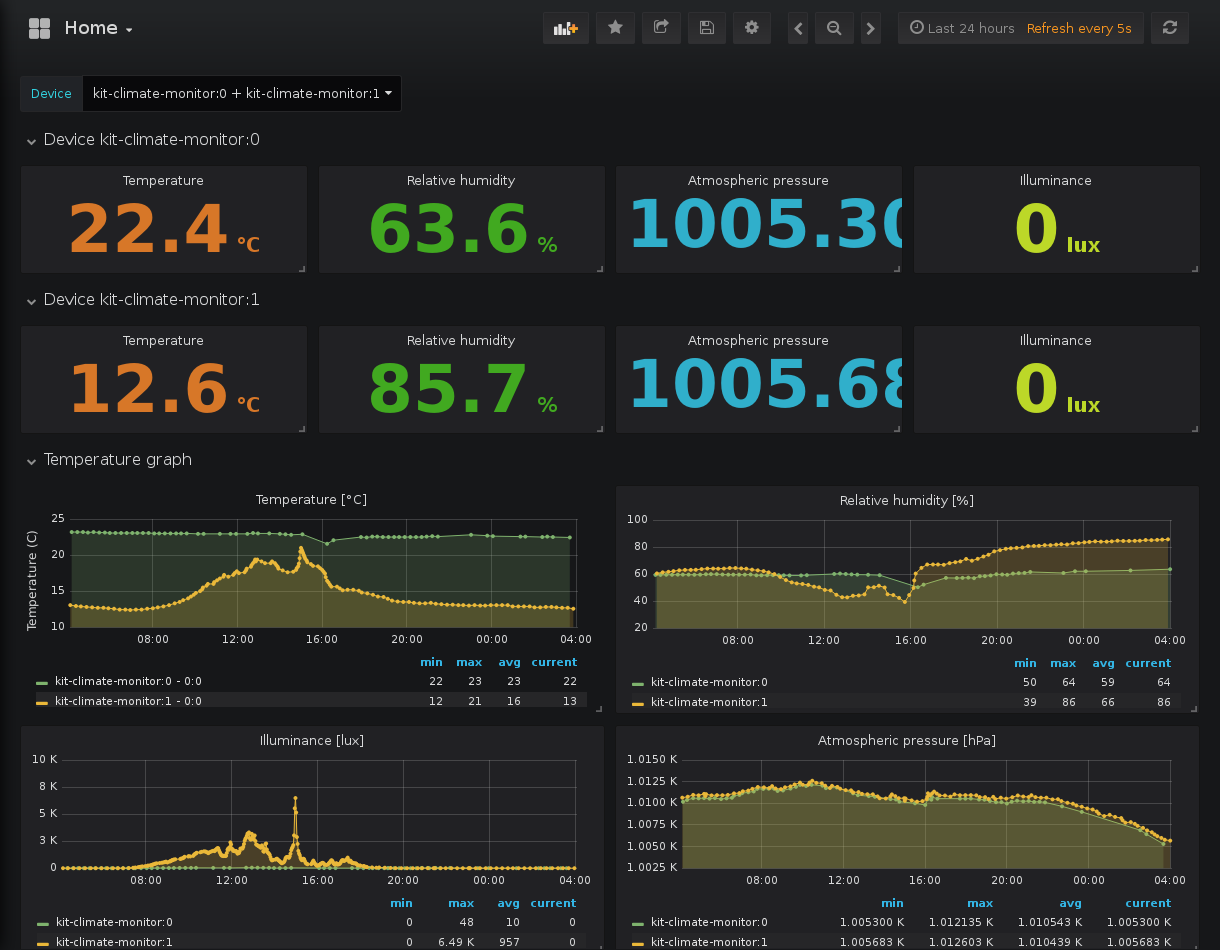 Home
Last 24 hours Refresh every 5s
Device kit-climate-monitor:0 + kit-climate-monitor:1
Device kit-climate-monitor:0
Temperature Relative humidity Atmospheric pressure Illuminance
22.4 °C 63.6 % 1005.30 0 lux
Device kit-climate-monitor:1
Temperature Relative humidity Atmospheric pressure Illuminance
12.6 °C 85.7 % 1005.68 0 lux
Temperature graph
Temperature [°C]
Temperature (C)
25
20
15
10
08:00 12:00 16:00 20:00 00:00 04:00
min max avg current
kit-climate-monitor:0 - 0:0 22 23 23 22
kit-climate-monitor:1 - 0:0 12 21 16 13
Relative humidity [%]
100
80
60
40
20
08:00 12:00 16:00 20:00 00:00 04:00
min max avg current
kit-climate-monitor:0 50 64 59 64
kit-climate-monitor:1 39 86 66 86
Illuminance [lux]
10 K
8 K
5 K
3 K
0
08:00 12:00 16:00 20:00 00:00 04:00
min max avg current
kit-climate-monitor:0 0 48 10 0
kit-climate-monitor:1 0 6.49 K 957 0
Atmospheric pressure [hPa]
1.0150 K
1.0125 K
1.0100 K
1.0075 K
1.0050 K
1.0025 K
08:00 12:00 16:00 20:00 00:00 04:00
min max avg current
kit-climate-monitor:0 1.005300 K 1.012135 K 1.010543 K 1.005300 K
kit-climate-monitor:1 1.005683 K 1.012603 K 1.010439 K 1.005683 K